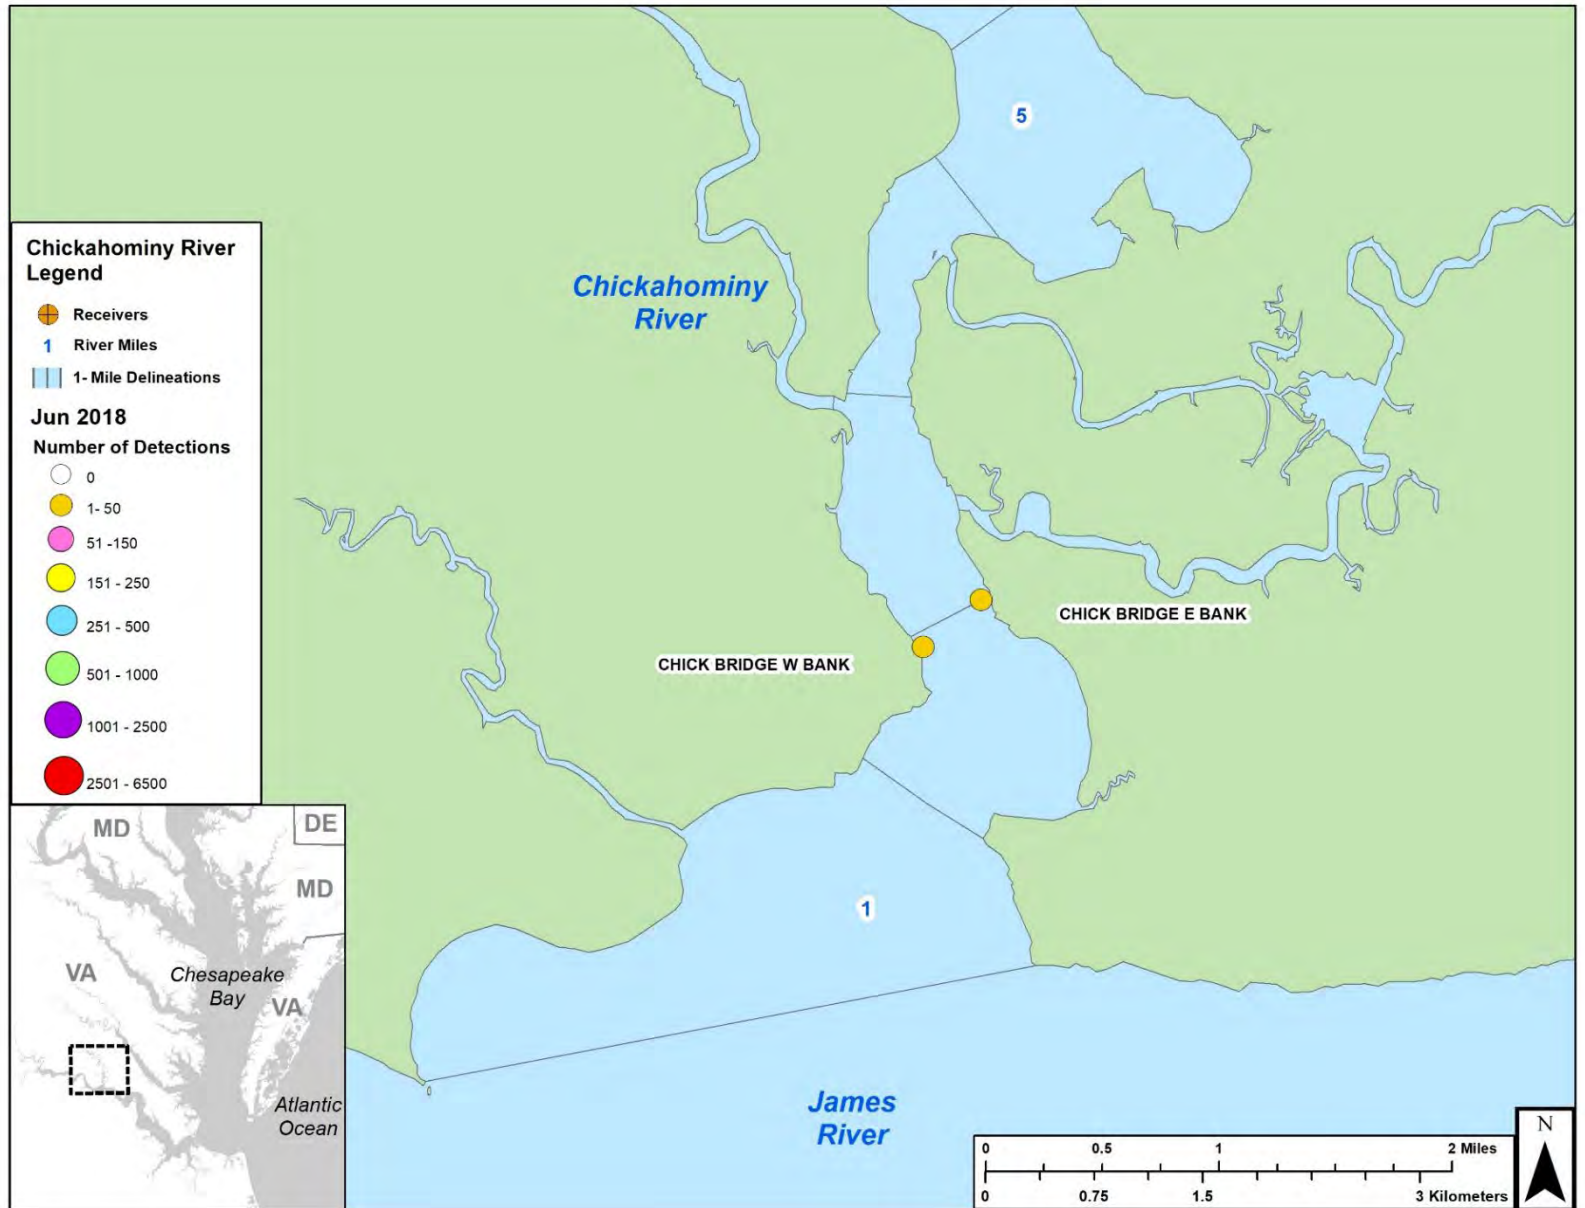 5
Chickahominy
River
CHICK BRIDGE E BANK
CHICK BRIDGE W BANK
1
James
River
Chickahominy River
Legend
Receivers
1 River Miles
1- Mile Delineations
Jun 2018
Number of Detections
0
1- 50
51 -150
151 - 250
251 - 500
501 - 1000
1001 - 2500
2501 - 6500
MD
DE
MD
VA
Chesapeake
Bay
VA
Atlantic
Ocean
0 0.5 1 2 Miles
0 0.75 1.5 3 Kilometers
N